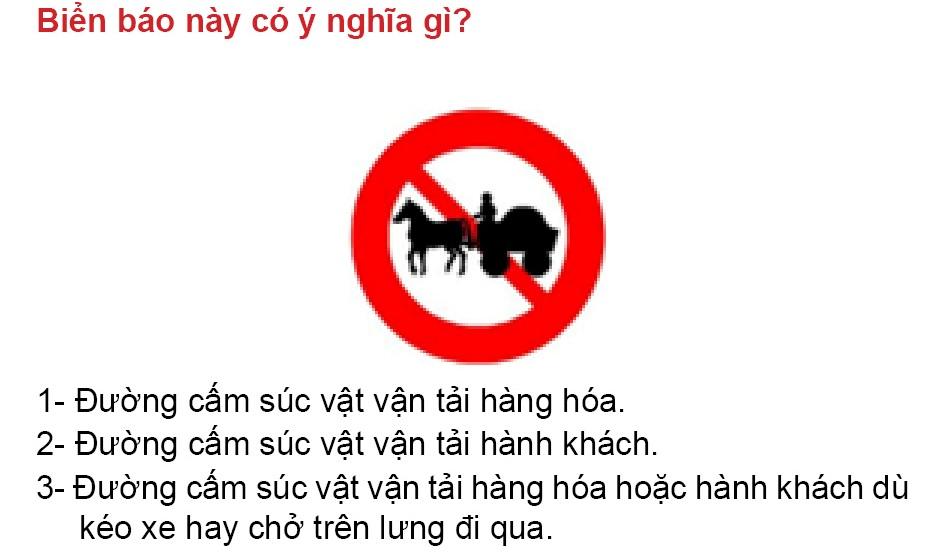 Biển báo này có ý nghĩa gì?
1- Đường cấm súc vật vận tải hàng hóa.
2- Đường cấm súc vật vận tải hành khách.
3- Đường cấm súc vật vận tải hàng hóa hoặc hành khách dù
kéo xe hay chở trên lưng đi qua.